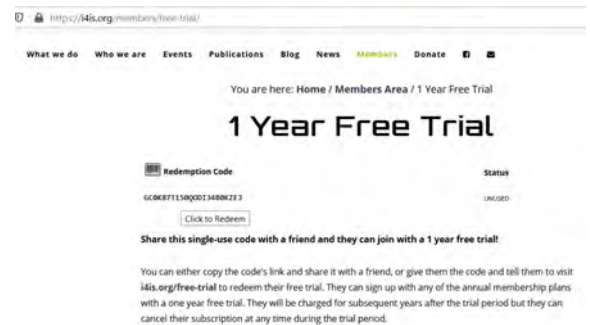 https://i4is.org/members/free-trial/
What we do Who we are Events Publications Blog News Members Donate
You are here: Home / Members Area / 1 Year Free Trial
1 Year Free Trial
Redemption Code Status
UNUSED
Click to Redeem
Share this single-use code with a friend and they can join with a 1 year free trial!
You can either copy the code's link and share it with a friend, or give them the code and tell them to visit
i4is.org/free-trial to redeem their free trial. They can sign up with any of the annual membership plans
with a one year free trial. They will be charged for subsequent years after the trial period but they can
cancel their subscription at any time during the trial period.